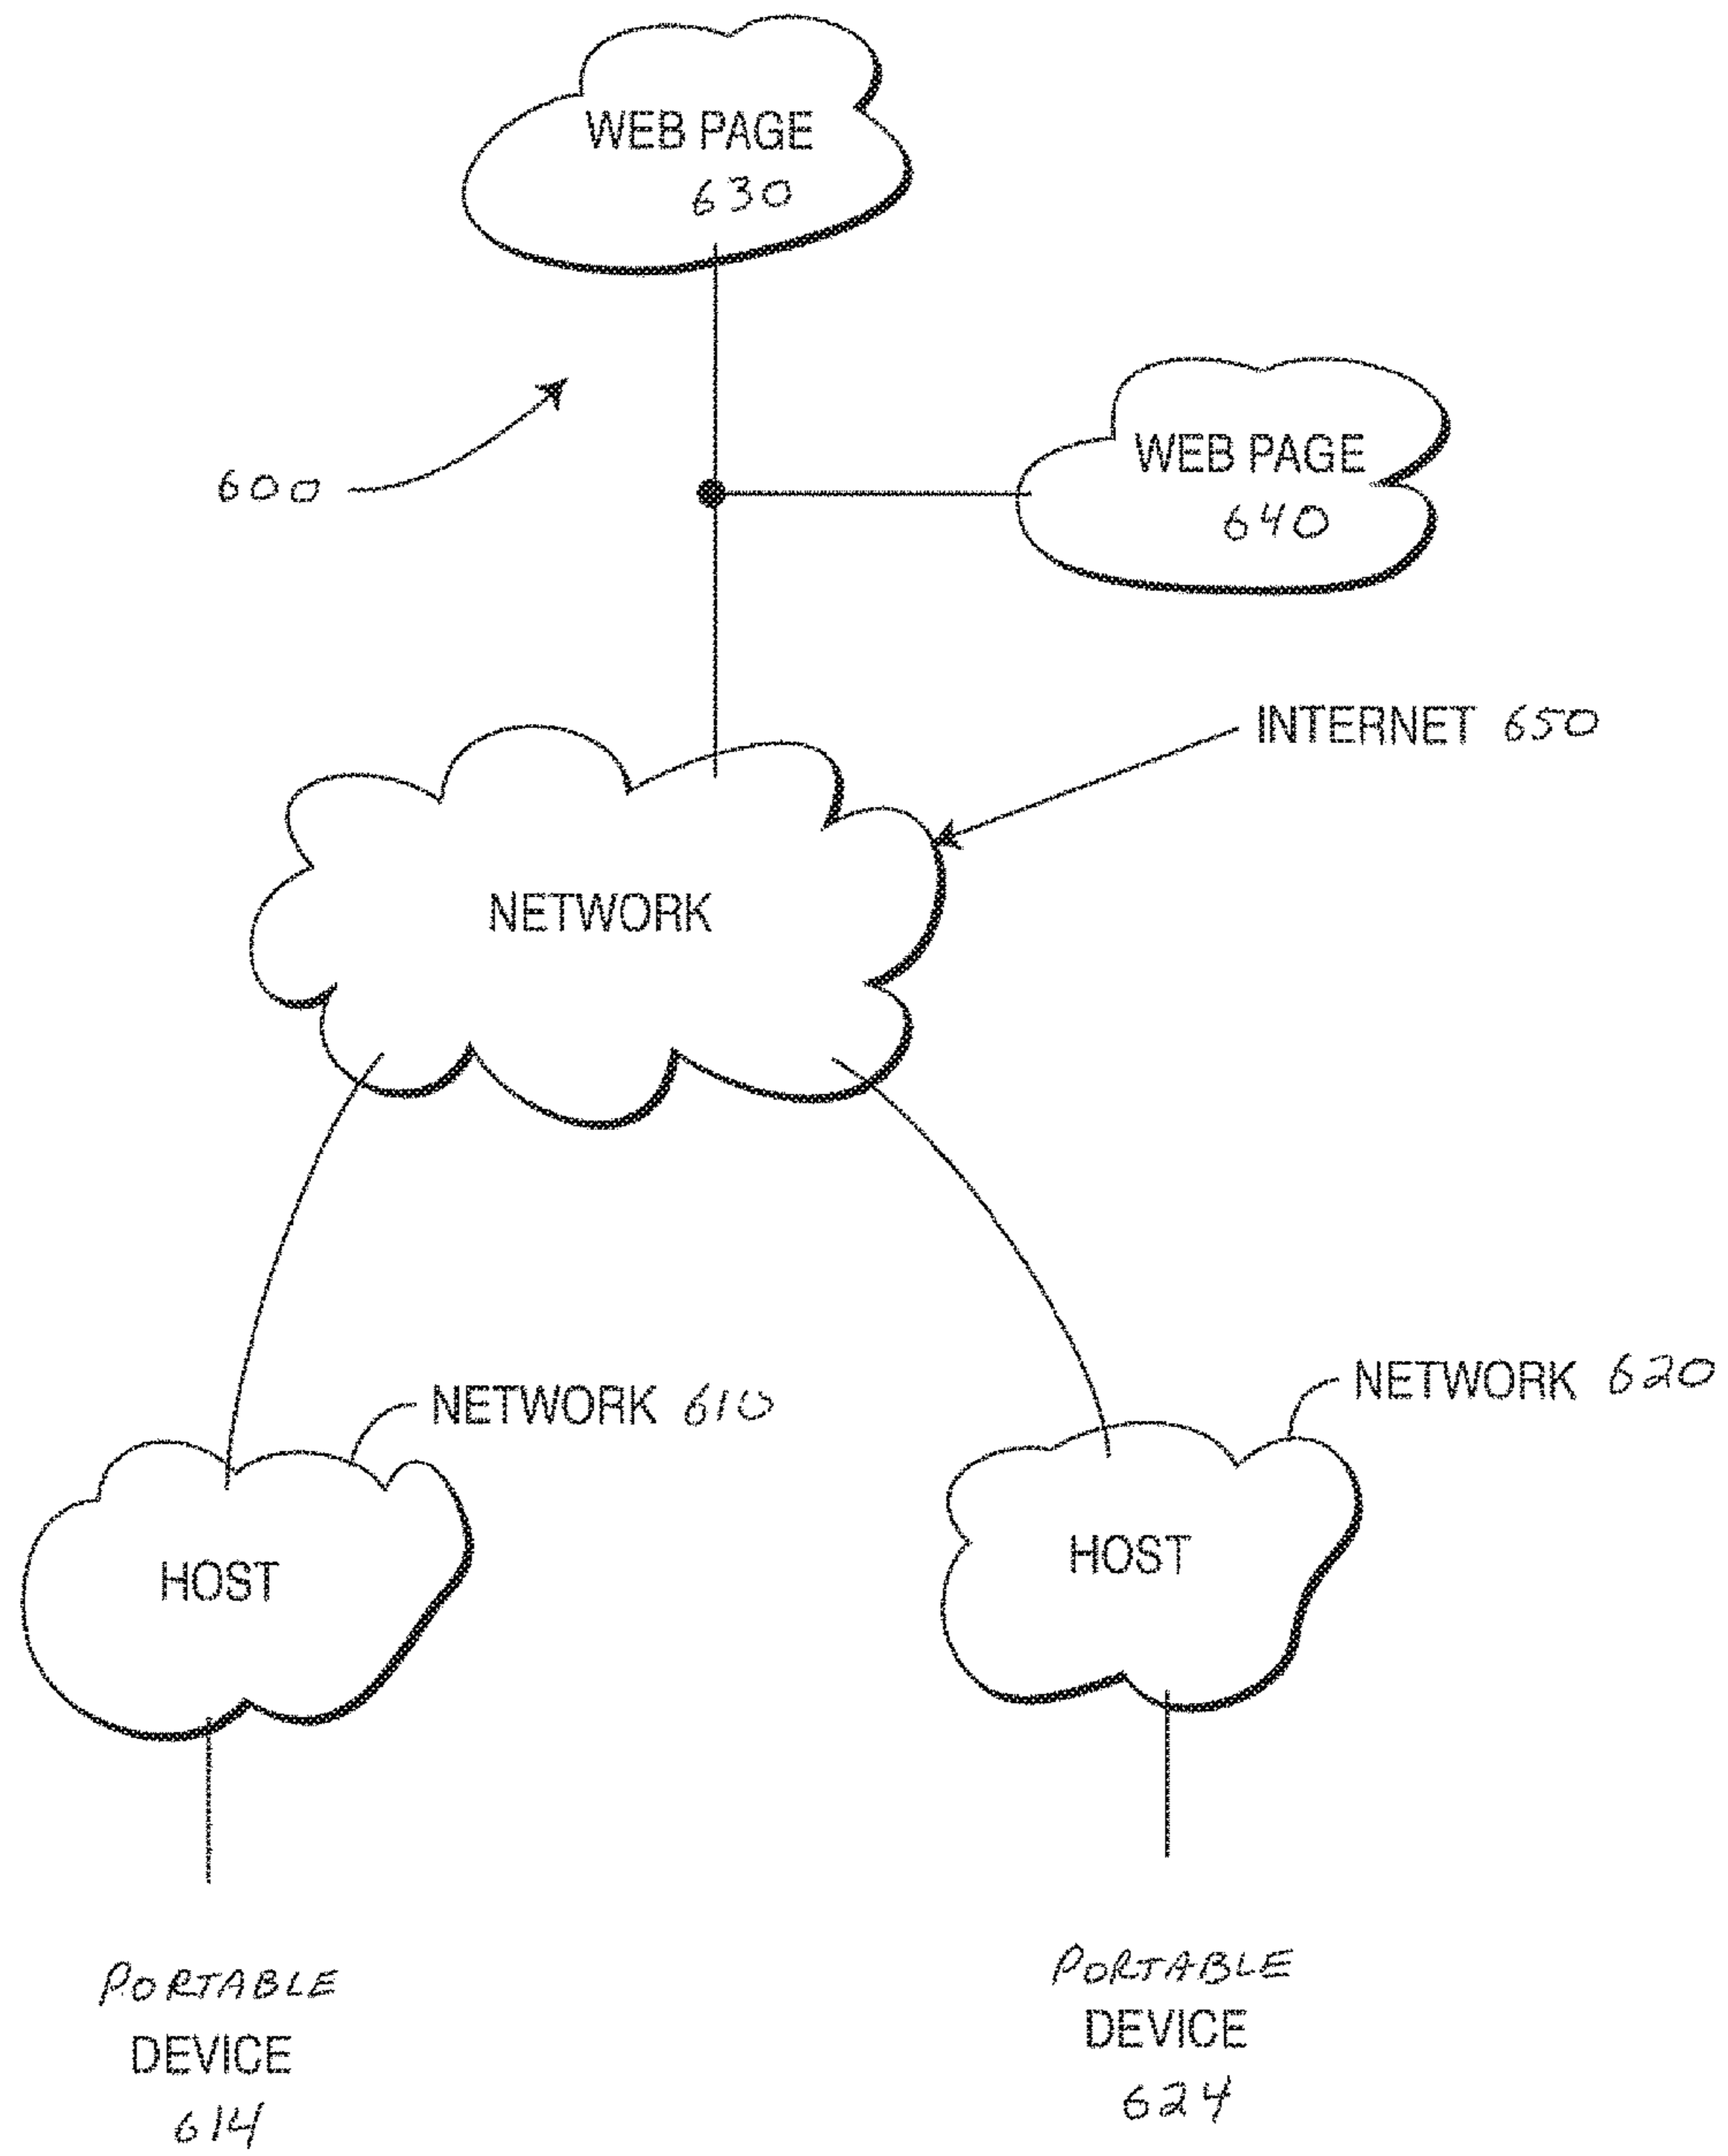 WEB PAGE
630
600
WEB PAGE
640
INTERNET 650
NETWORK
NETWORK 610
NETWORK 620
HOST
HOST
PORTABLE
DEVICE
614
PORTABLE
DEVICE
624